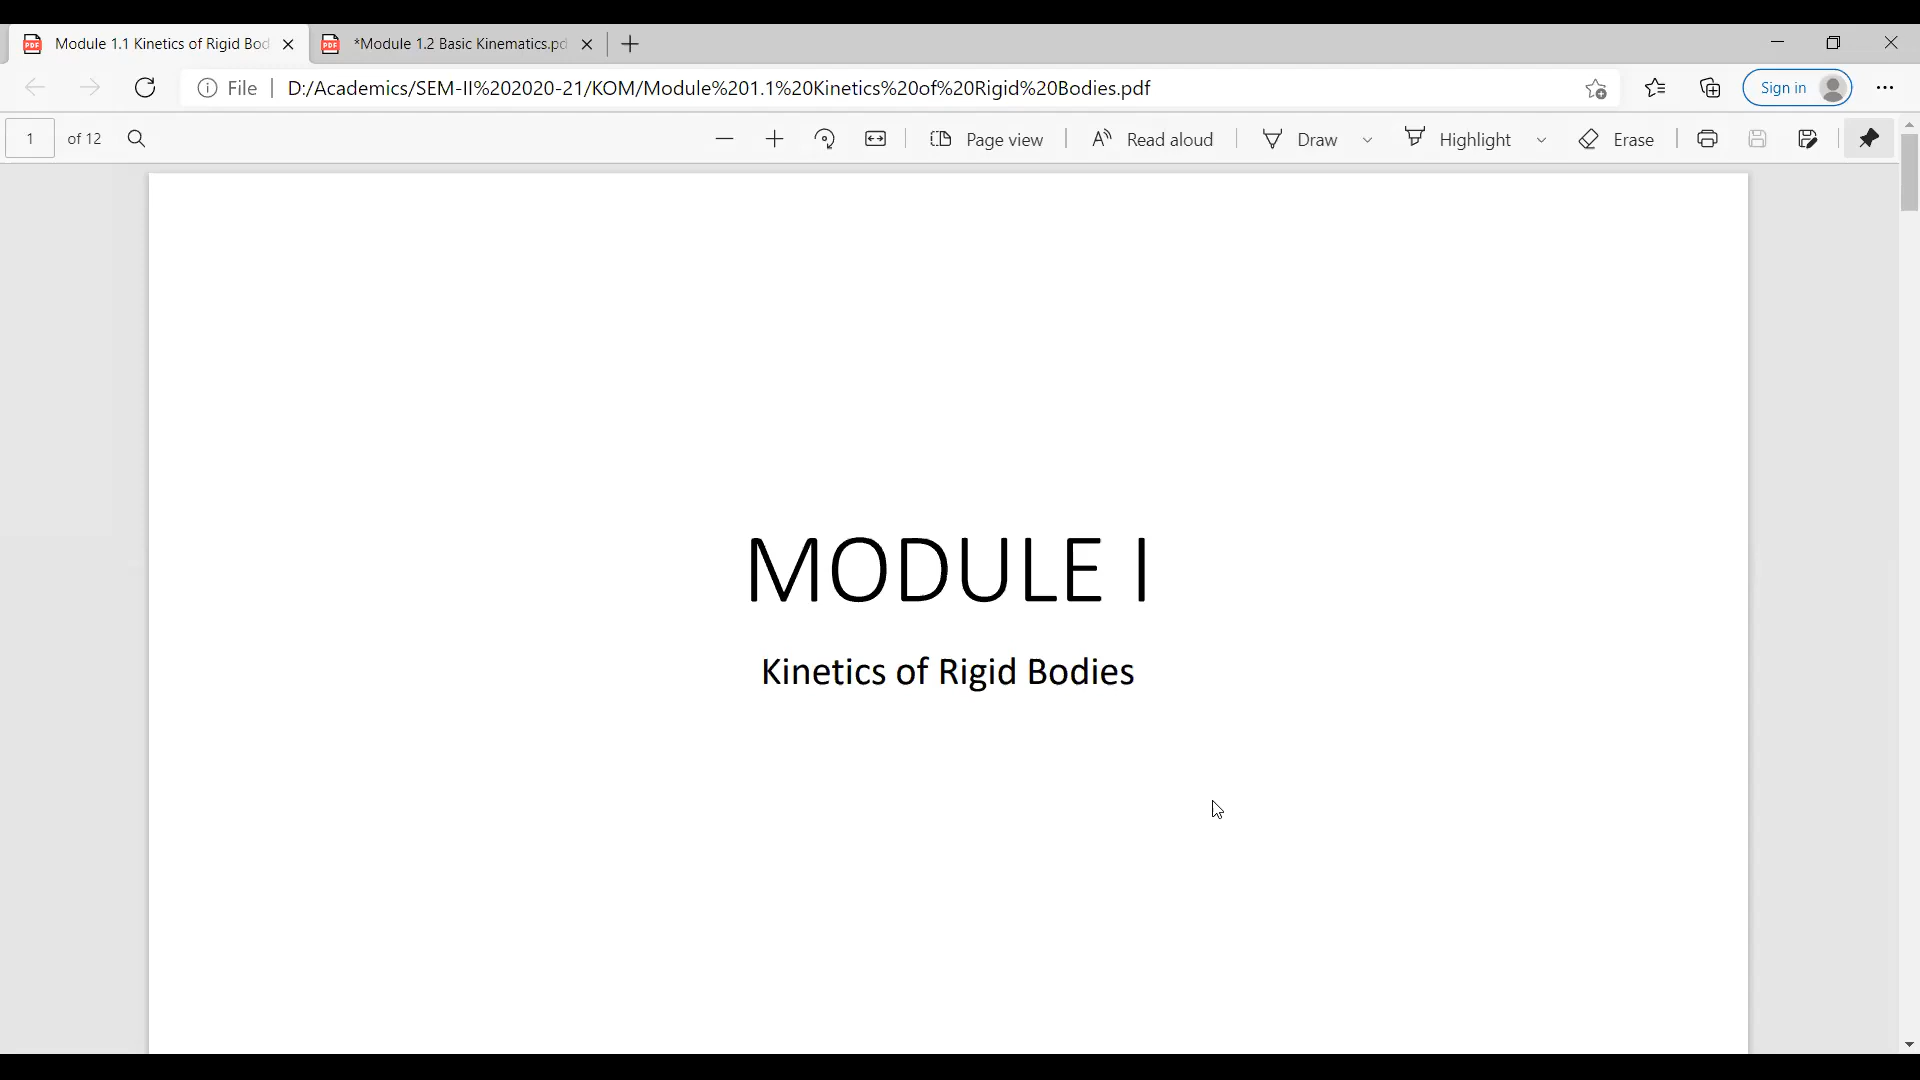 Module 1.1 Kinetics of Rigid Bod
*Module 1.2 Basic Kinematics.pd
File
D:/Academics/SEM-II%202020-21/KOM/Module%201.1%20Kinetics%20of%20Rigid%20Bodies.pdf
Sign in
1 of 12
Page view
Read aloud
Draw
Highlight
Erase
MODULE I
Kinetics of Rigid Bodies